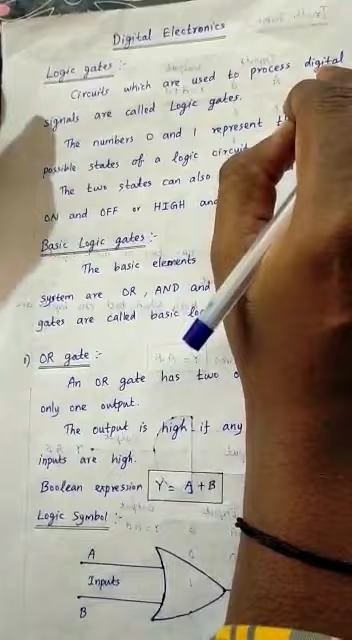 Digital Electronics
Logic gates :-
Circuits which are used to process digital
signals are called Logic gates.
The numbers 0 and 1 represent
possible states of a logic
The two states can also
ON and OFF or HIGH
Basic Logic gates :-
The basic elements
system are OR, AND and
gates are called basic
1) OR gate :-
An OR gate has two
only one output.
The output is high if any
inputs are high.
Boolean expression Y = A + B
Logic Symbol :-
A
Inputs
B